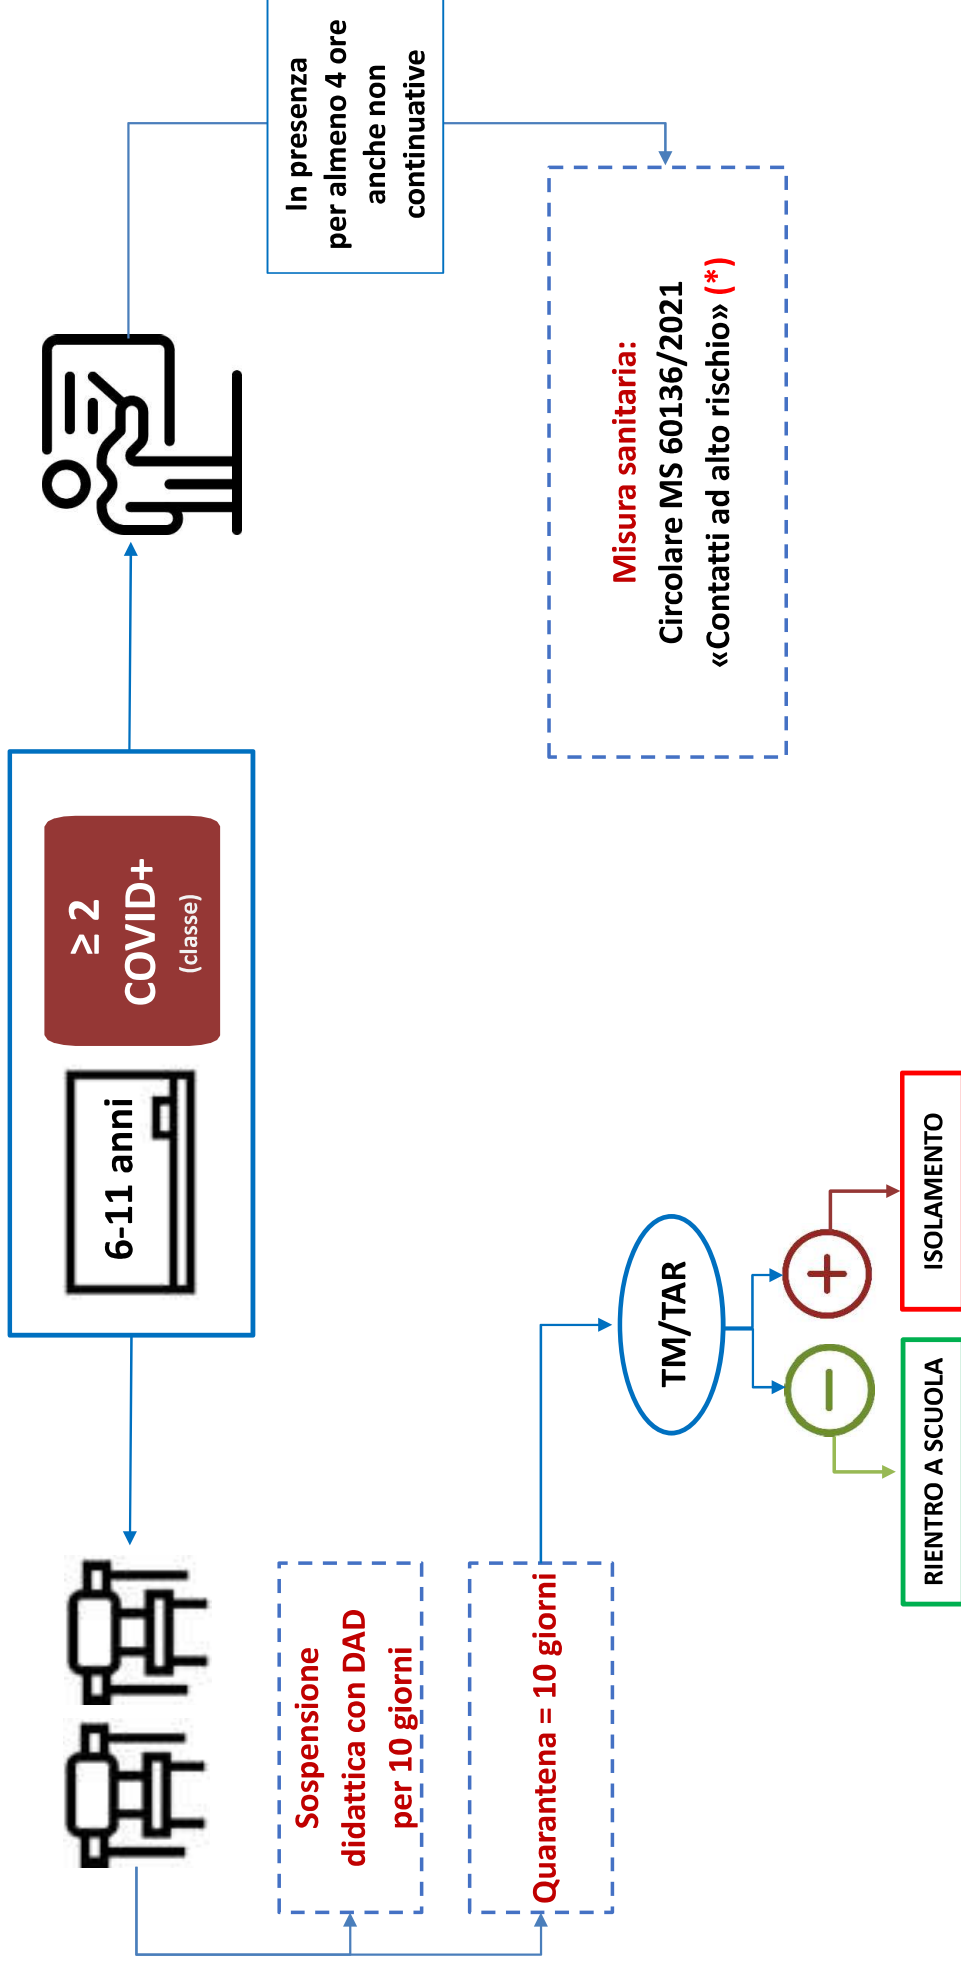 6-11 anni
≥ 2
COVID+
(classe)
Sospensione
didattica con DAD
per 10 giorni
Quarantena = 10 giorni
TM/TAR
RIENTRO A SCUOLA
ISOLAMENTO
In presenza
per almeno 4 ore
anche non
continuative
Misura sanitaria:
Circolare MS 60136/2021
«Contatti ad alto rischio» (*)